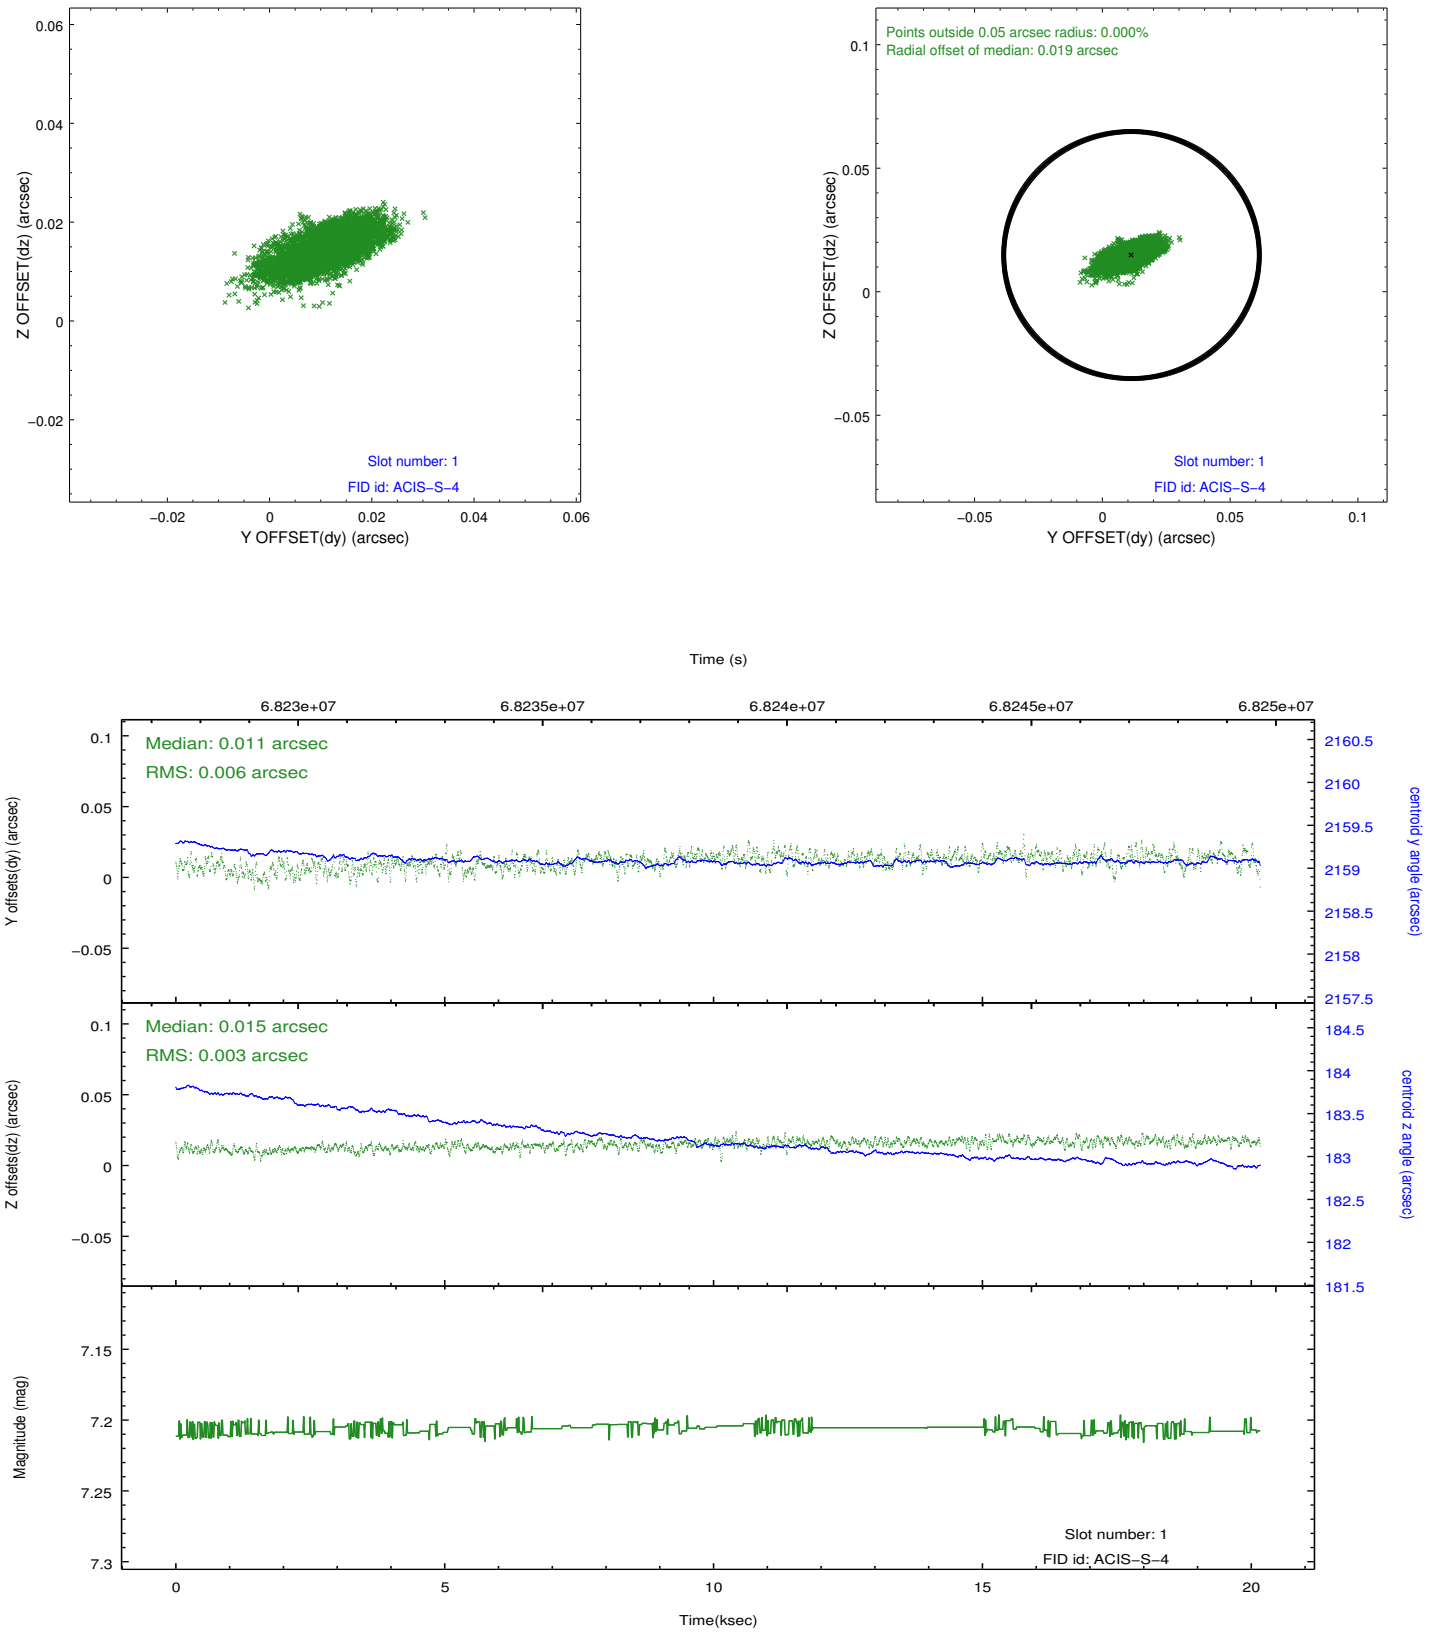 0.06
0.04
0.02
0
−0.02
Z OFFSET(dz) (arcsec)
Slot number: 1
FID id: ACIS−S−4
−0.02 0 0.02 0.04 0.06
Y OFFSET(dy) (arcsec)
Points outside 0.05 arcsec radius: 0.000%
Radial offset of median: 0.019 arcsec
0.1
0.05
0
−0.05
Z OFFSET(dz) (arcsec)
Slot number: 1
FID id: ACIS−S−4
−0.05 0 0.05 0.1
Y OFFSET(dy) (arcsec)
Time (s)
6.823e+07 6.8235e+07 6.824e+07 6.8245e+07 6.825e+07
Median: 0.011 arcsec
RMS: 0.006 arcsec
0.1
0.05
0
−0.05
Y offsets(dy) (arcsec)
2160.5
2160
2159.5
2159
2158.5
2158
2157.5
centroid y angle (arcsec)
Median: 0.015 arcsec
RMS: 0.003 arcsec
0.1
0.05
0
−0.05
Z offsets(dz) (arcsec)
184.5
184
183.5
183
182.5
182
181.5
centroid z angle (arcsec)
7.15
7.2
7.25
7.3
Magnitude (mag)
Slot number: 1
FID id: ACIS−S−4
0 5 10 15 20
Time(ksec)